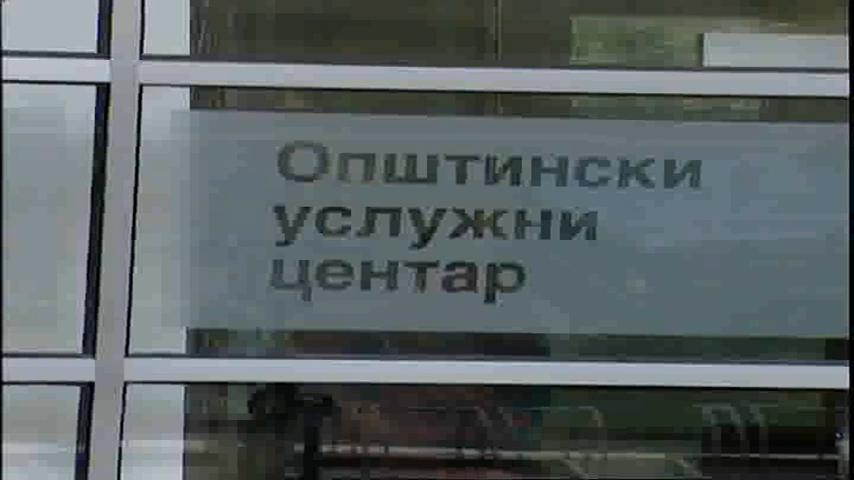 Општински
услужни
центар